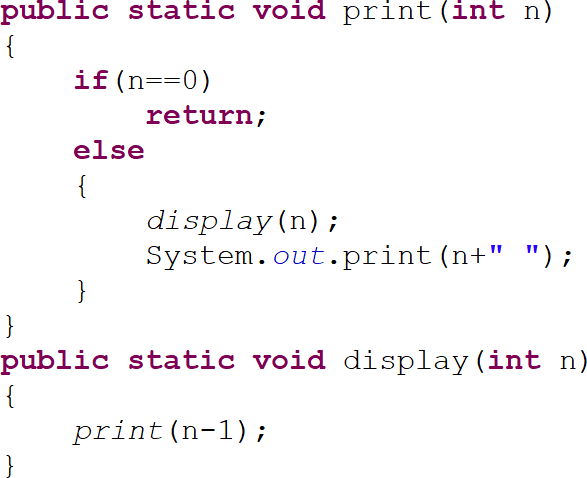 public static void print(int n)
{
if(n==0)
return;
else
{
display(n);
System.out.print(n+" ");
}
}
public static void display(int n)
{
print(n-1);
}